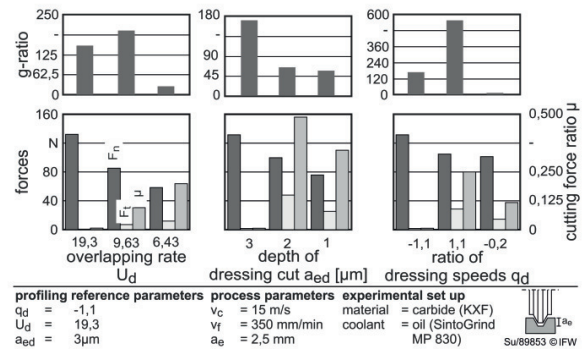 g-ratio
250
-
125
62,5
0
180
-
90
45
0
600
-
360
240
120
0
forces
160
N
80
40
0
Fn
Ft
μ
0,500
-
0,250
0,125
0
cutting force ratio μ
19,3 9,63 6,43
overlapping rate
Ud
3 2 1
depth of
dressing cut aed [μm]
-1,1 1,1 -0,2
ratio of
dressing speeds qd
profiling reference parameters
qd = -1,1
Ud = 19,3
aed = 3μm
process parameters
vc = 15 m/s
vf = 350 mm/min
ae = 2,5 mm
experimental set up
material = carbide (KXF)
coolant = oil (SintoGrind
MP 830)
ae
Su/89853 © IFW